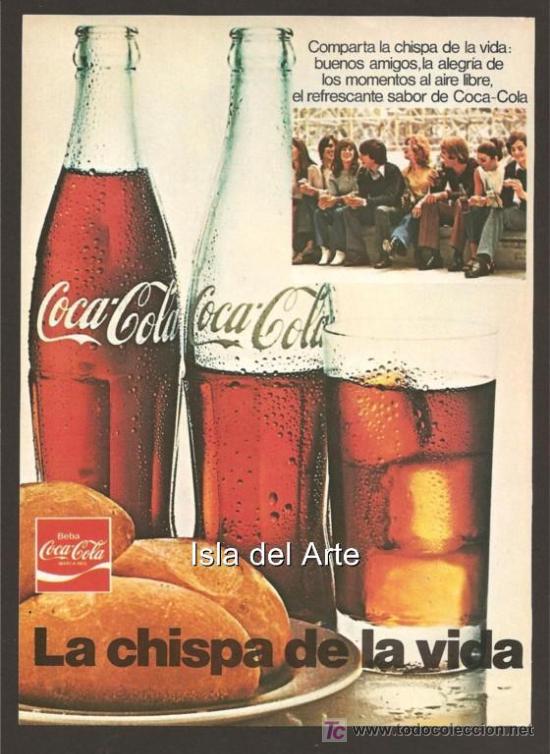 Comparta la chispa de la vida:
buenos amigos, la alegría de
los momentos al aire libre,
el refrescante sabor de Coca-Cola
Coca-Cola
Coca-Cola
Beba
Coca-Cola
MARCA REG.
Isla del Arte
La chispa de la vida
TC www.todocoleccion.net